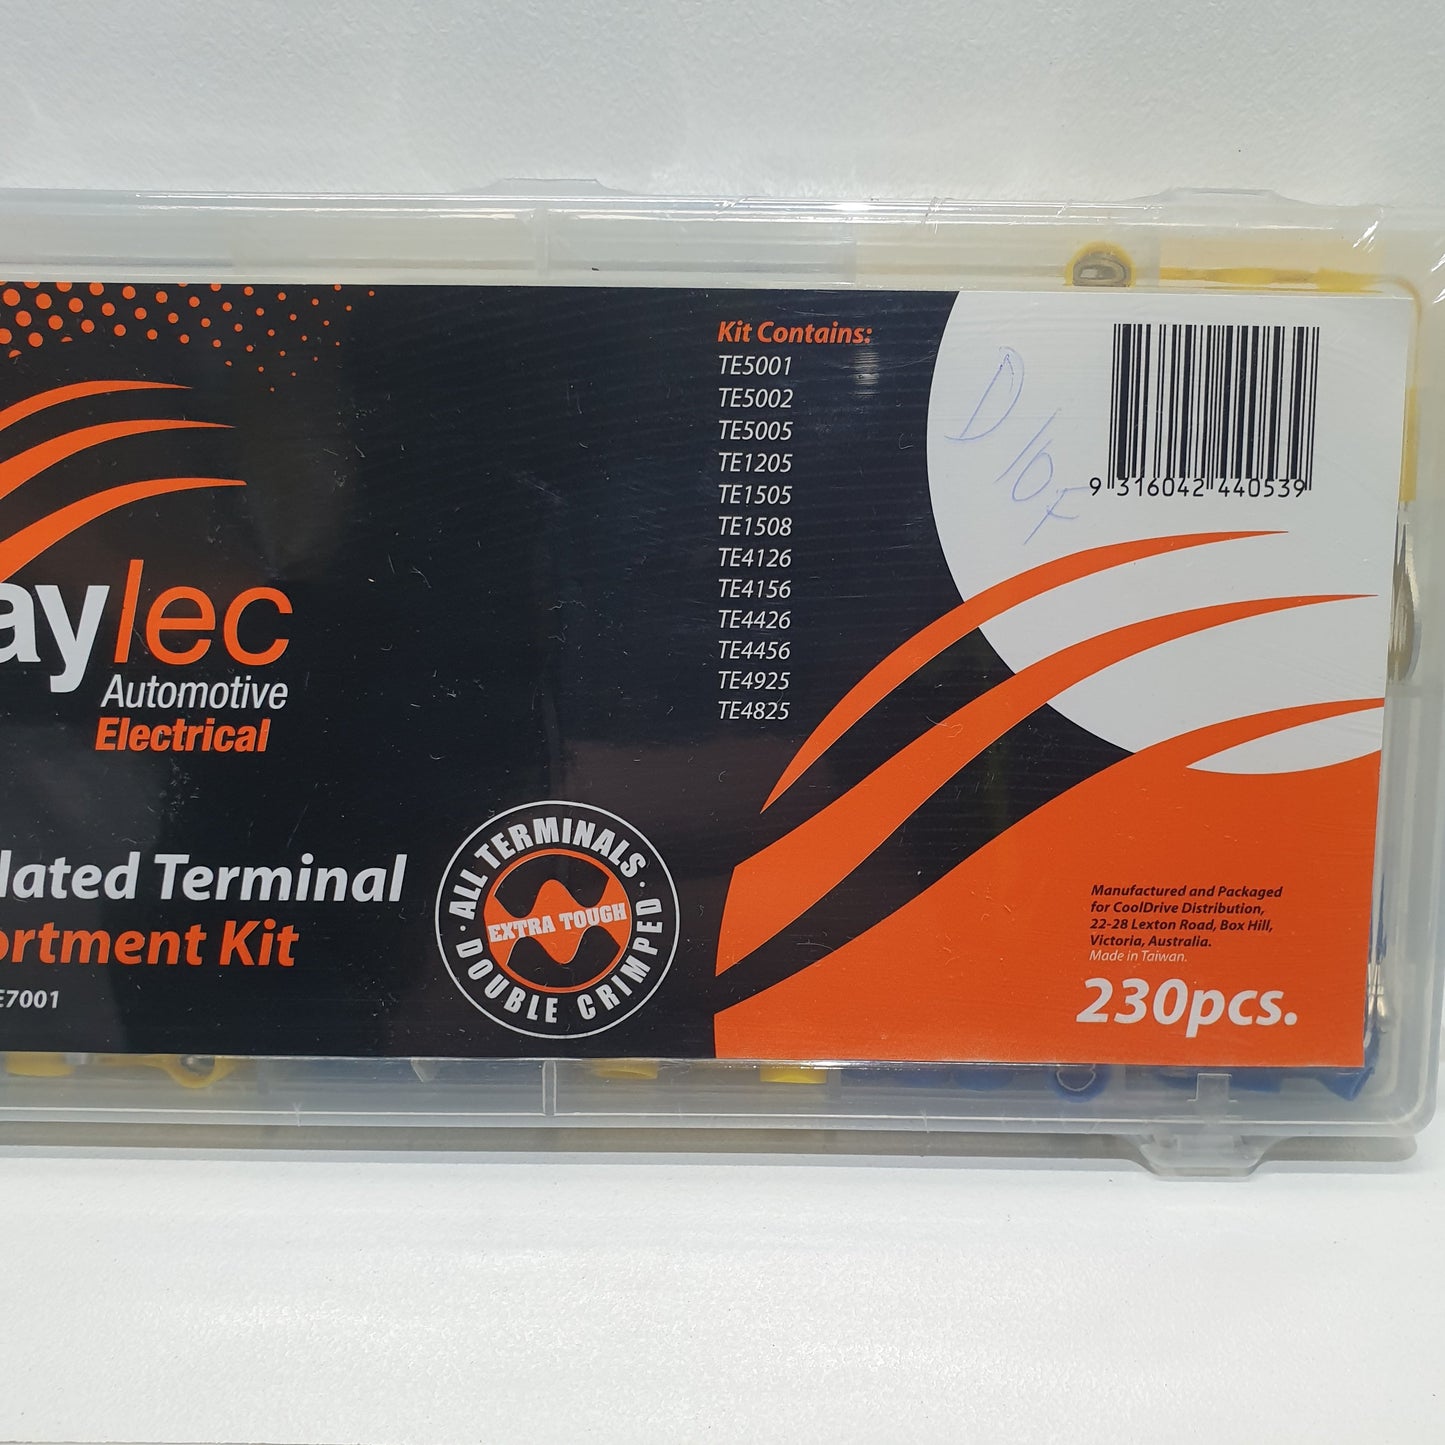 aylec
Automotive
Electrical
lated Terminal
ortment Kit
E7001
ALL TERMINALS
EXTRA TOUGH
DOUBLE CRIMPED
Kit Contains:
TE5001
TE5002
TE5005
TE1205
TE1505
TE1508
TE4126
TE4156
TE4426
TE4456
TE4925
TE4825
D10F
9 316042 440539
Manufactured and Packaged
for CoolDrive Distribution,
22-28 Lexton Road, Box Hill,
Victoria, Australia.
Made in Taiwan.
230pcs.